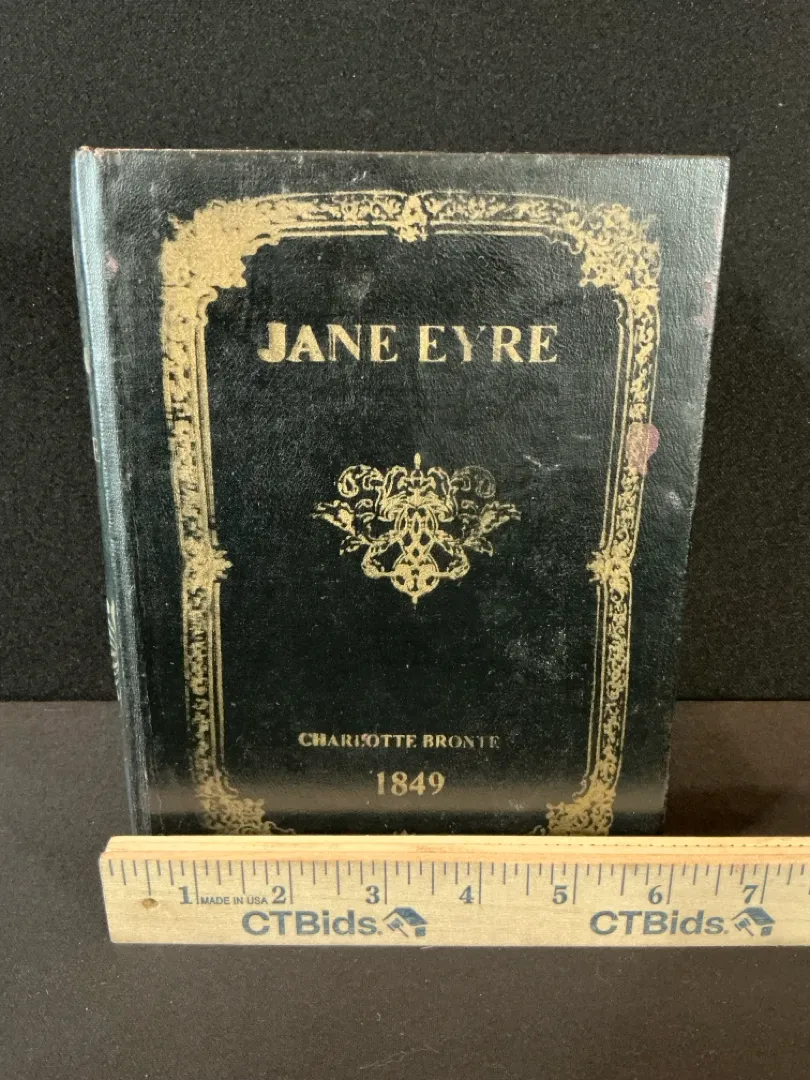 JANE EYRE
CHARLOTTE BRONTE
1849
1 MADE IN USA 2 3 4 5 6 7
CTBids. CTBids.